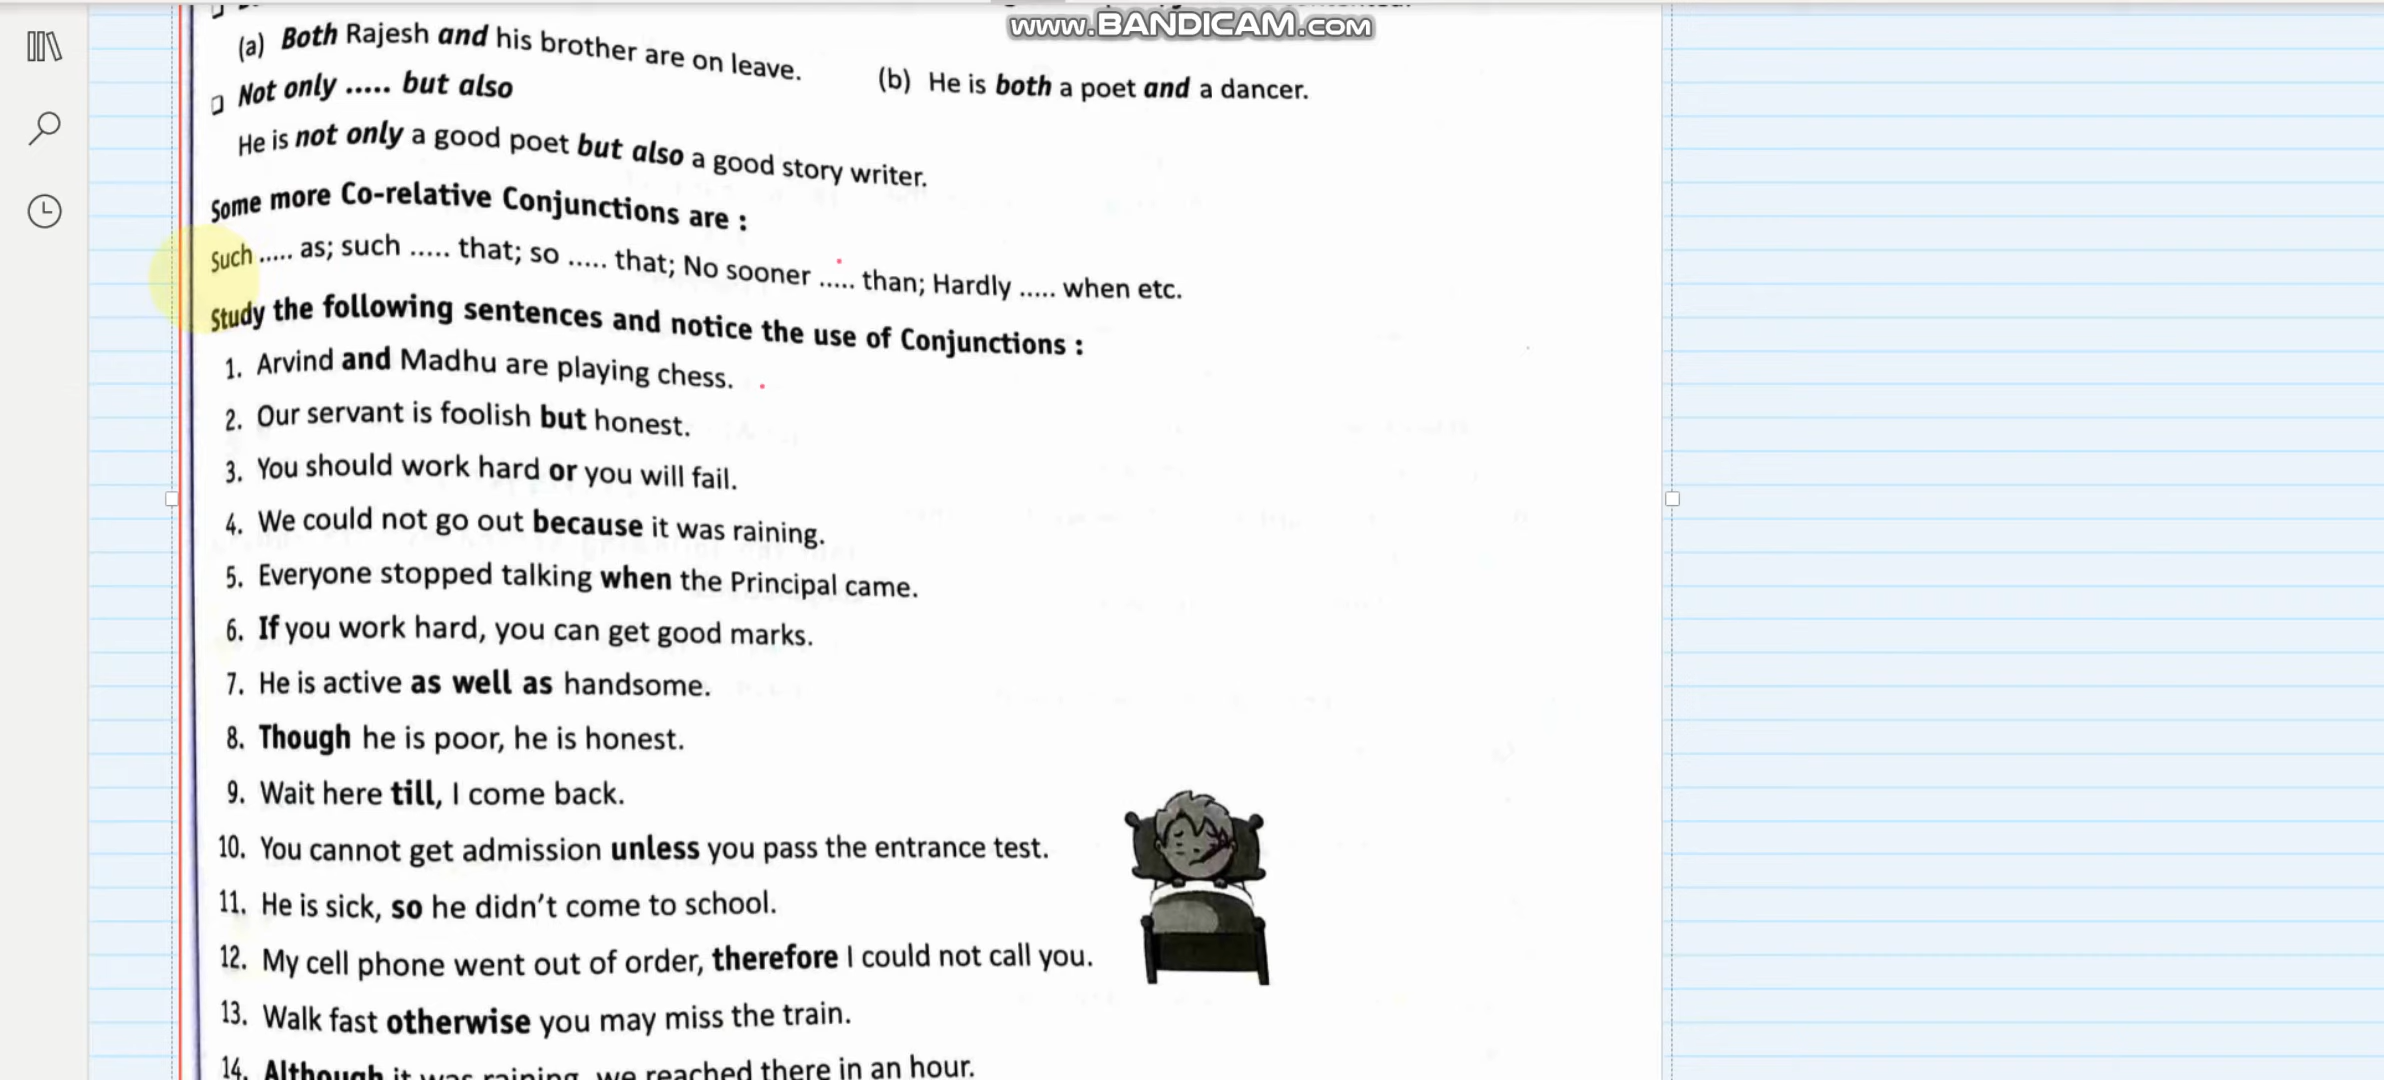 www.BANDICAM.com
(a) Both Rajesh and his brother are on leave. (b) He is both a poet and a dancer.
❑ Not only ..... but also
He is not only a good poet but also a good story writer.
Some more Co-relative Conjunctions are :
Such ..... as; such ..... that; so ..... that; No sooner ..... than; Hardly ..... when etc.
Study the following sentences and notice the use of Conjunctions :
1. Arvind and Madhu are playing chess.
2. Our servant is foolish but honest.
3. You should work hard or you will fail.
4. We could not go out because it was raining.
5. Everyone stopped talking when the Principal came.
6. If you work hard, you can get good marks.
7. He is active as well as handsome.
8. Though he is poor, he is honest.
9. Wait here till, I come back.
10. You cannot get admission unless you pass the entrance test.
11. He is sick, so he didn't come to school.
12. My cell phone went out of order, therefore I could not call you.
13. Walk fast otherwise you may miss the train.
14. Although it was raining, we reached there in an hour.